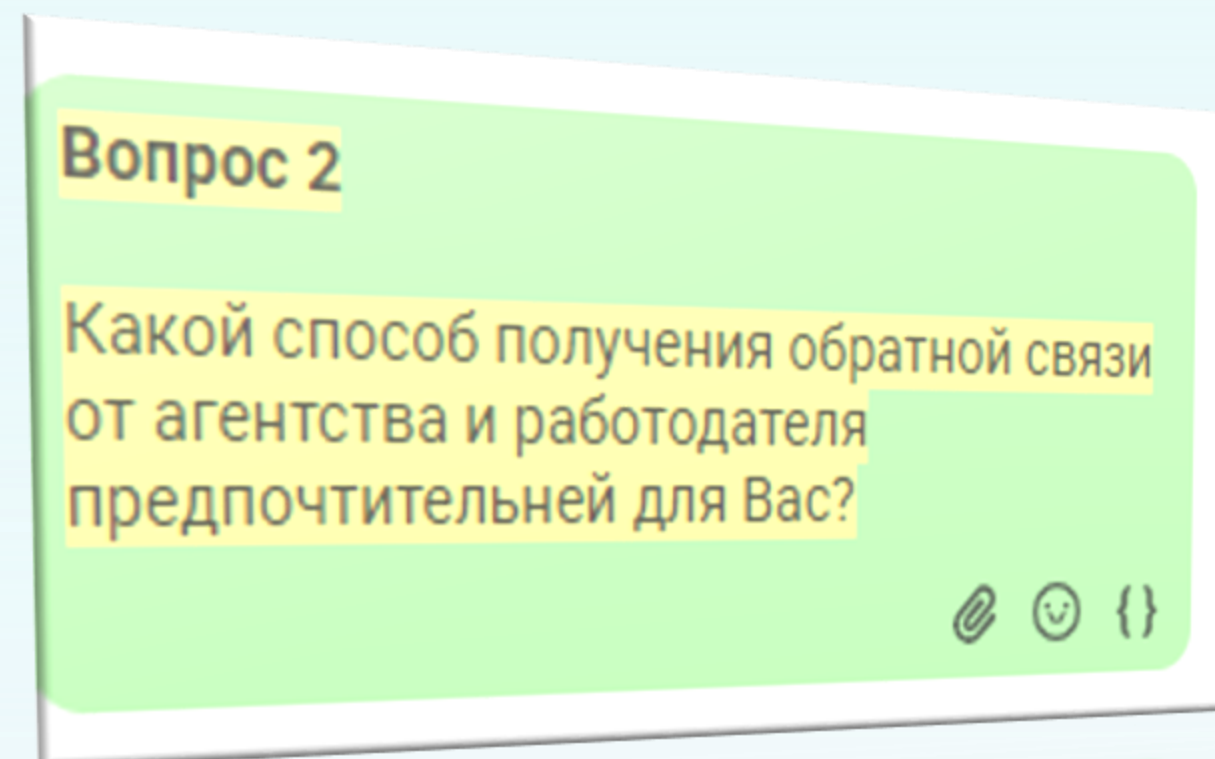 Вопрос 2
Какой способ получения обратной связи
от агентства и работодателя
предпочтительней для Вас?